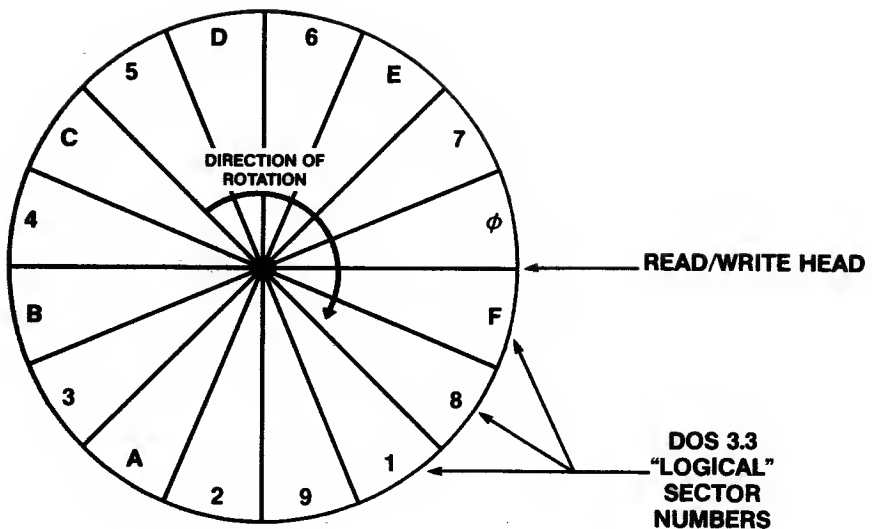 D 6
5 E
C 7
DIRECTION OF
ROTATION
4 ϕ
READ/WRITE HEAD
B F
3 8
A 1
2 9
DOS 3.3
“LOGICAL”
SECTOR
NUMBERS